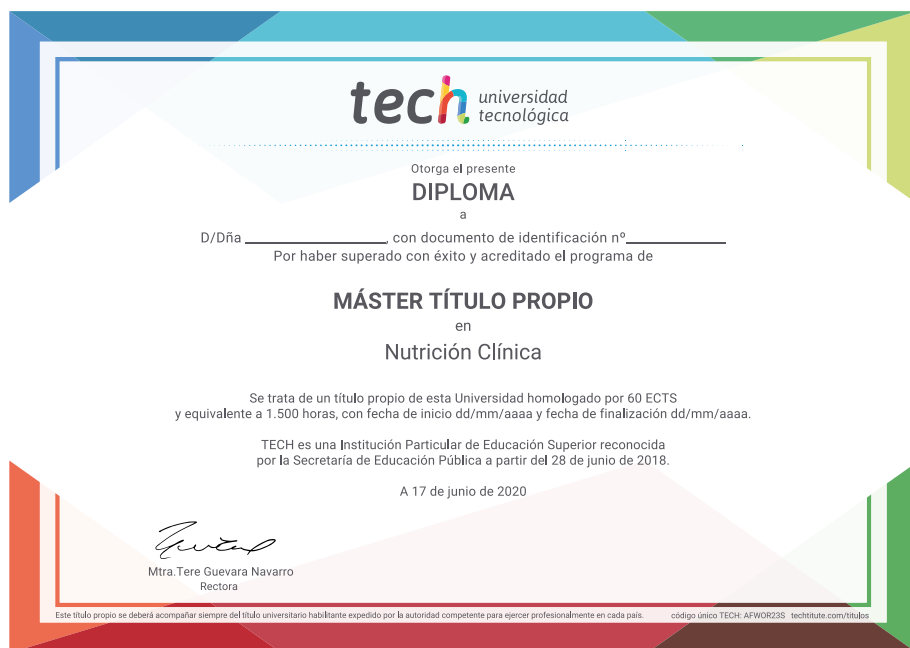 tech universidad
tecnológica
Otorga el presente
DIPLOMA
a
D/Dña , con documento de identificación nº
Por haber superado con éxito y acreditado el programa de
MÁSTER TÍTULO PROPIO
en
Nutrición Clínica
Se trata de un título propio de esta Universidad homologado por 60 ECTS
y equivalente a 1.500 horas, con fecha de inicio dd/mm/aaaa y fecha de finalización dd/mm/aaaa.
TECH es una Institución Particular de Educación Superior reconocida
por la Secretaría de Educación Pública a partir del 28 de junio de 2018.
A 17 de junio de 2020
Mtra.Tere Guevara Navarro
Rectora
Este título propio se deberá acompañar siempre del título universitario habilitante expedido por la autoridad competente para ejercer profesionalmente en cada país. código único TECH: AFWOR23S techtitute.com/titulos